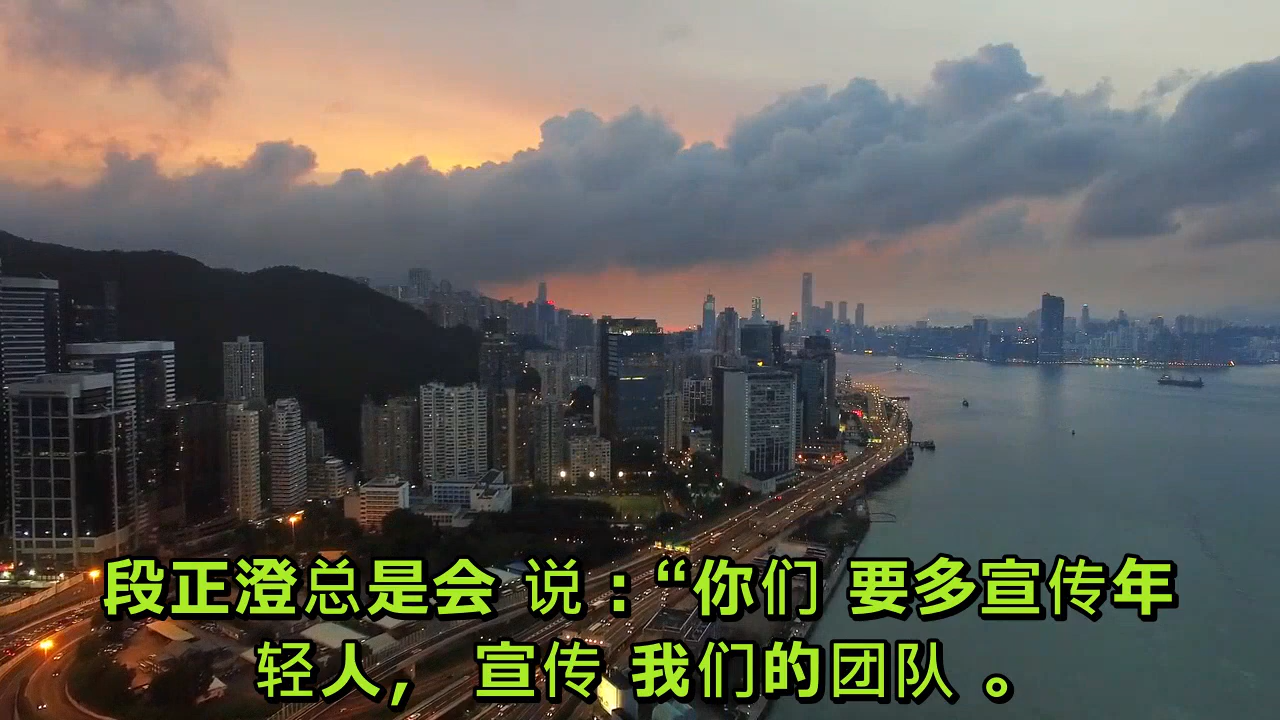 段正澄总是会 说 :“你们 要多宣传年
轻人， 宣传 我们的团队 。